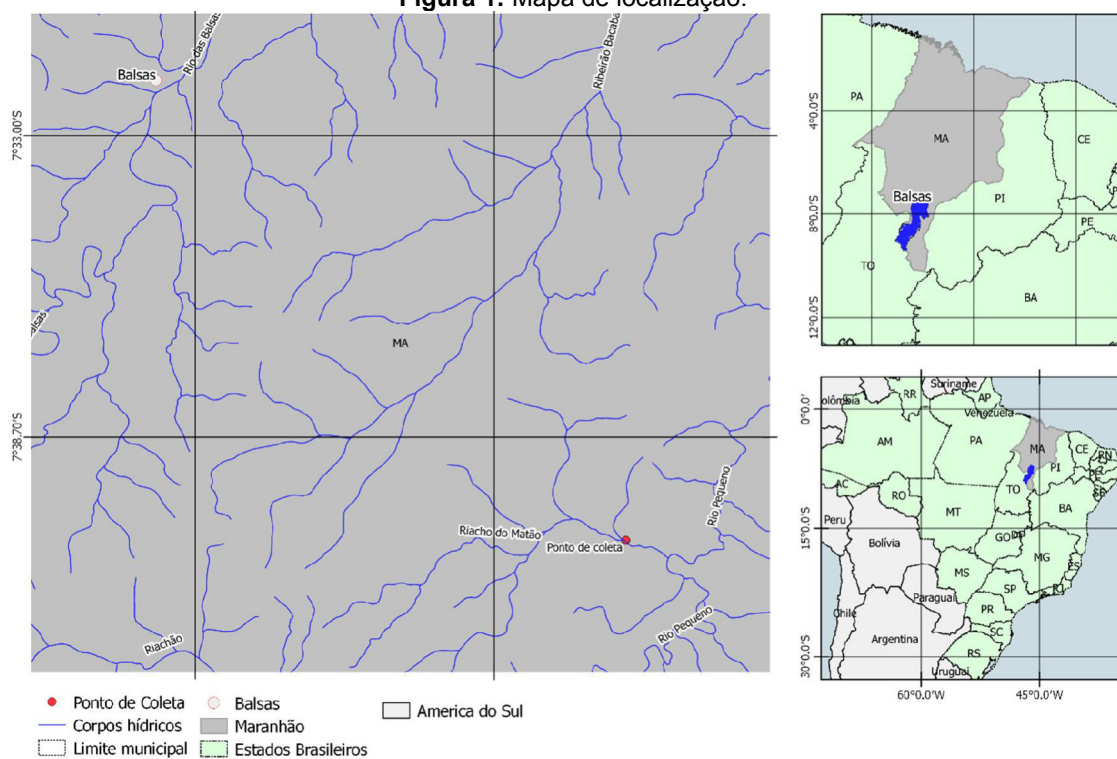 Figura 1. Mapa de localização.
Rio das Balsas
Balsas
Ribeirão Bacaba
7°33.00'S
MA
7°38.70'S
Riacho do Matão
Ponto de coleta
Rio Pequeno
Rio Pequeno
Riachão
PA
MA
CE
4°0.0'S
Balsas
PI
8°0.0'S
PE
TO
BA
12°0.0'S
GO
Suriname
olômbia
RR
AP
Venezuela
0°0.0'
AM
PA
MA
CE
RN
PI
AC
RO
TO
SE
MT
BA
Peru
15°0.0'S
Bolívia
GO
DF
MG
MS
ES
SP
RJ
Paraguai
PR
Chile
SC
Argentina
RS
30°0.0'S
Uruguai
60°0.0'W
45°0.0'W
Ponto de Coleta
Balsas
America do Sul
Corpos hídricos
Maranhão
Limite municipal
Estados Brasileiros